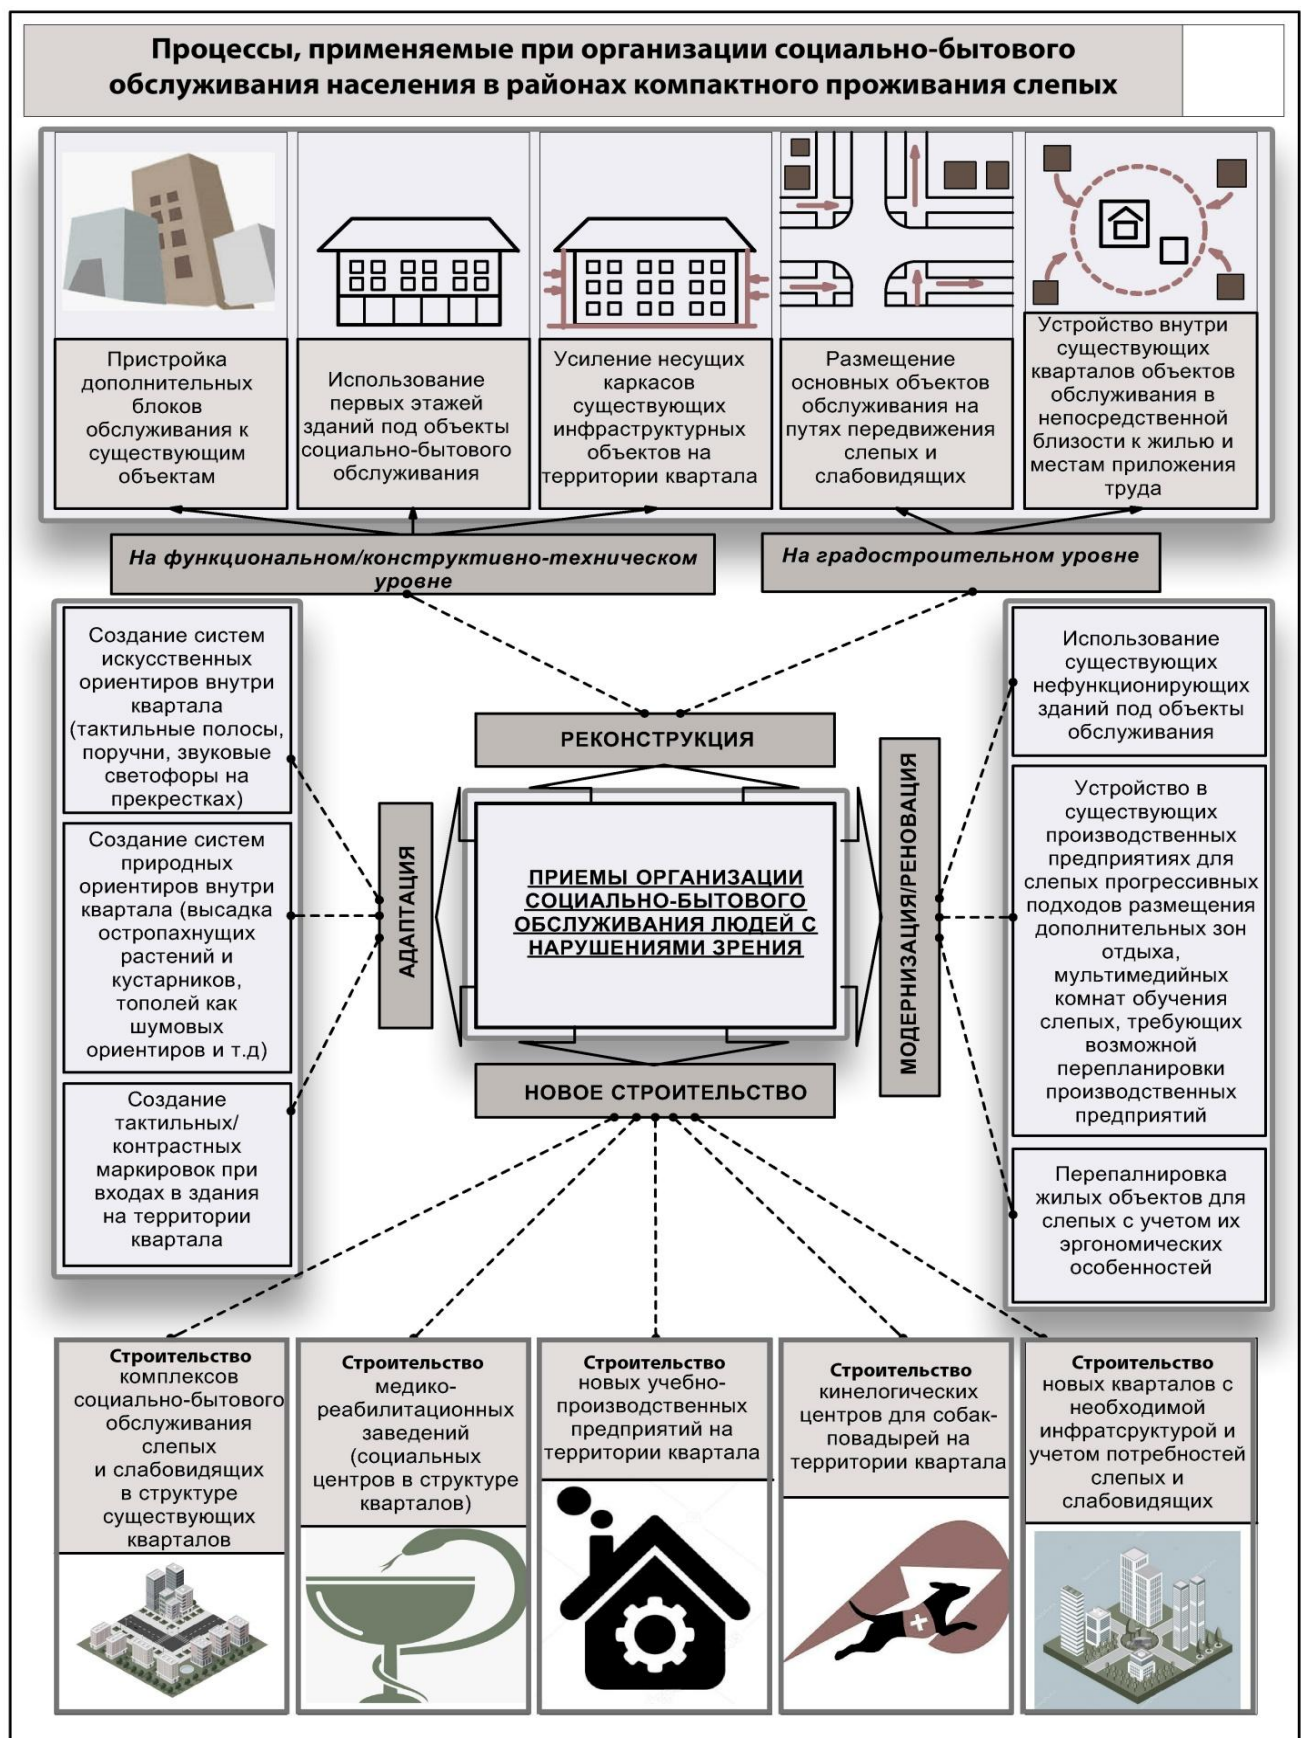 Процессы, применяемые при организации социально-бытового
обслуживания населения в районах компактного проживания слепых
Пристройка
дополнительных
блоков
обслуживания к
существующим
объектам
Использование
первых этажей
зданий под объекты
социально-бытового
обслуживания
Усиление несущих
каркасов
существующих
инфраструктурных
объектов на
территории квартала
Размещение
основных объектов
обслуживания на
путях передвижения
слепых и
слабовидящих
Устройство внутри
существующих
кварталов объектов
обслуживания в
непосредственной
близости к жилью и
местам приложения
труда
На функциональном/конструктивно-техническом
уровне
На градостроительном уровне
Создание систем
искусственных
ориентиров внутри
квартала
(тактильные полосы,
поручни, звуковые
светофоры на
прекрестках)
Создание систем
природных
ориентиров внутри
квартала (высадка
остропахнущих
растений и
кустарников,
тополей как
шумовых
ориентиров и т.д)
Создание
тактильных/
контрастных
маркировок при
входах в здания
на территории
квартала
РЕКОНСТРУКЦИЯ
АДАПТАЦИЯ
ПРИЕМЫ ОРГАНИЗАЦИИ
СОЦИАЛЬНО-БЫТОВОГО
ОБСЛУЖИВАНИЯ ЛЮДЕЙ С
НАРУШЕНИЯМИ ЗРЕНИЯ
МОДЕРНИЗАЦИЯ/РЕНОВАЦИЯ
НОВОЕ СТРОИТЕЛЬСТВО
Использование
существующих
нефункционирующих
зданий под объекты
обслуживания
Устройство в
существующих
производственных
предприятиях для
слепых прогрессивных
подходов размещения
дополнительных зон
отдыха,
мультимедийных
комнат обучения
слепых, требующих
возможной
перепланировки
производственных
предприятий
Перепалнировка
жилых объектов для
слепых с учетом их
эргономических
особенностей
Строительство
комплексов
социально-бытового
обслуживания
слепых
и слабовидящих
в структуре
существующих
кварталов
Строительство
медико-
реабилитационных
заведений
(социальных
центров в структуре
кварталов)
Строительство
новых учебно-
производственных
предприятий на
территории квартала
Строительство
кинелогических
центров для собак-
повадырей на
территории квартала
Строительство
новых кварталов с
необходимой
инфратсруктурой и
учетом потребностей
слепых и
слабовидящих